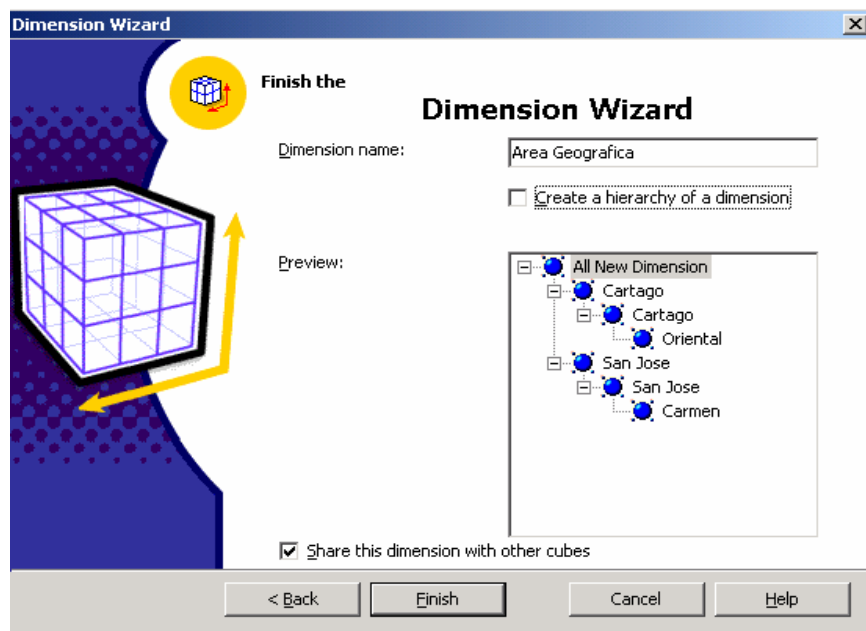 Dimension Wizard
Finish the
Dimension Wizard
Dimension name:
Area Geografica
Create a hierarchy of a dimension
Preview:
All New Dimension
Cartago
Cartago
Oriental
San Jose
San Jose
Carmen
Share this dimension with other cubes
< Back
Finish
Cancel
Help